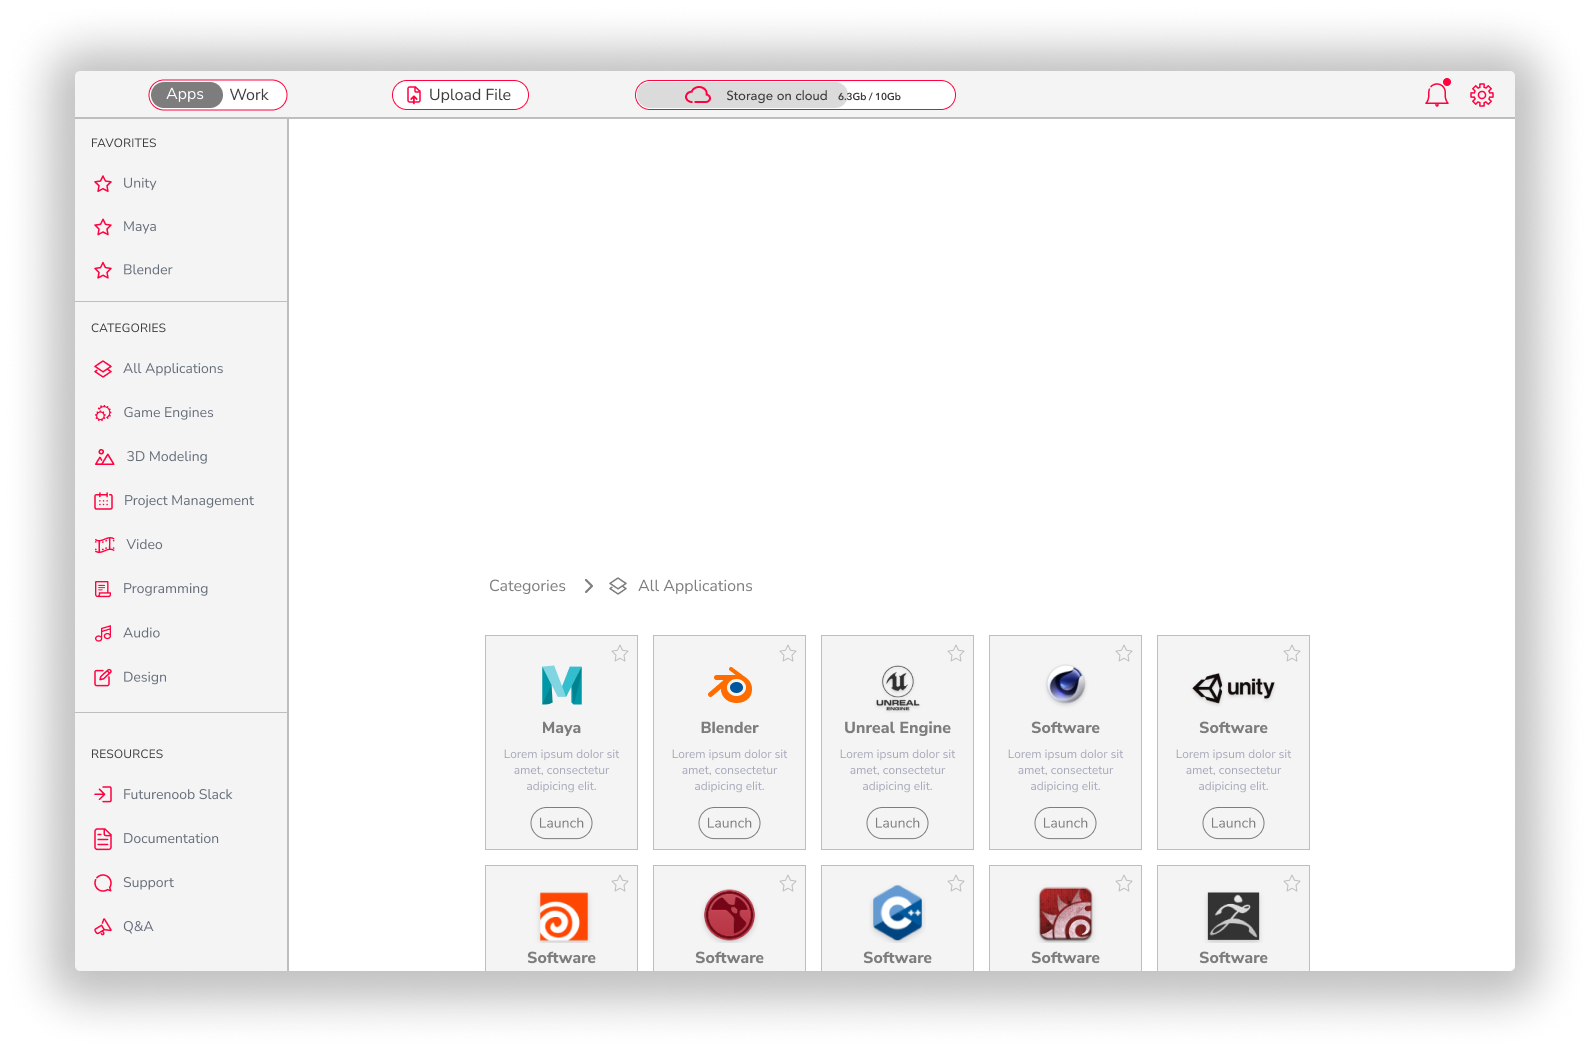 Apps
Work
Upload File
Storage on cloud 6.3Gb / 10Gb
FAVORITES
Unity
Maya
Blender
CATEGORIES
All Applications
Game Engines
3D Modeling
Project Management
Video
Programming
Audio
Design
RESOURCES
Futurenoob Slack
Documentation
Support
Q&A
Categories
All Applications
Maya
Lorem ipsum dolor sit
amet, consectetur
adipicing elit.
Launch
Blender
Lorem ipsum dolor sit
amet, consectetur
adipicing elit.
Launch
UNREAL
ENGINE
Unreal Engine
Lorem ipsum dolor sit
amet, consectetur
adipicing elit.
Launch
Software
Lorem ipsum dolor sit
amet, consectetur
adipicing elit.
Launch
unity
Software
Lorem ipsum dolor sit
amet, consectetur
adipicing elit.
Launch
Software
Software
C++
Software
Software
Software